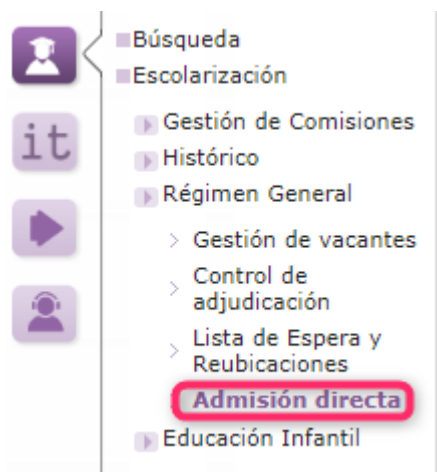 Búsqueda
Escolarización
Gestión de Comisiones
it
Histórico
Régimen General
Gestión de vacantes
Control de
adjudicación
Lista de Espera y
Reubicaciones
Admisión directa
Educación Infantil